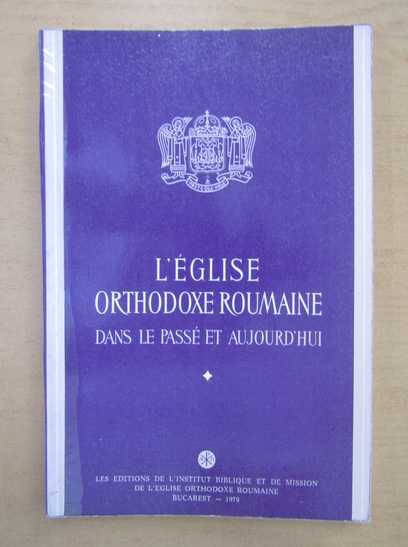 L'ÉGLISE
ORTHODOXE ROUMAINE
DANS LE PASSÉ ET AUJOURD'HUI
LES EDITIONS DE L'INSTITUT BIBLIQUE ET DE MISSION
DE L'EGLISE ORTHODOXE ROUMAINE
BUCAREST — 1979